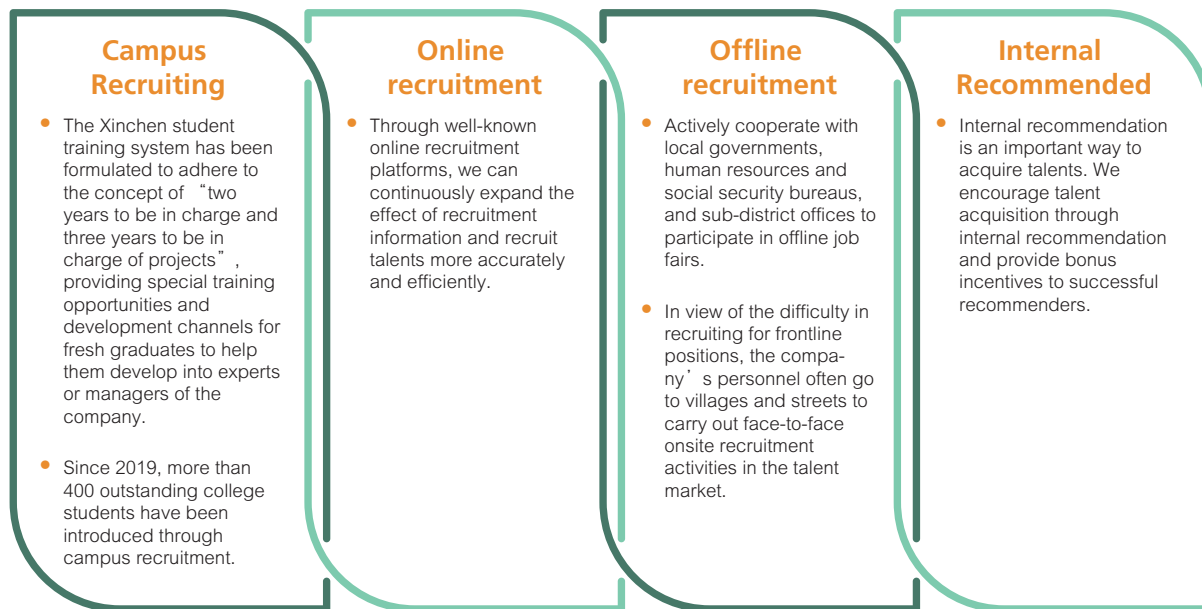 Campus
Recruiting
• The Xinchen student
training system has been
formulated to adhere to
the concept of “two
years to be in charge and
three years to be in
charge of projects”,
providing special training
opportunities and
development channels for
fresh graduates to help
them develop into experts
or managers of the
company.
• Since 2019, more than
400 outstanding college
students have been
introduced through
campus recruitment.
Online
recruitment
• Through well-known
online recruitment
platforms, we can
continuously expand the
effect of recruitment
information and recruit
talents more accurately
and efficiently.
Offline
recruitment
• Actively cooperate with
local governments,
human resources and
social security bureaus,
and sub-district offices to
participate in offline job
fairs.
• In view of the difficulty in
recruiting for frontline
positions, the compa-
ny’s personnel often go
to villages and streets to
carry out face-to-face
onsite recruitment
activities in the talent
market.
Internal
Recommended
• Internal recommendation
is an important way to
acquire talents. We
encourage talent
acquisition through
internal recommendation
and provide bonus
incentives to successful
recommenders.